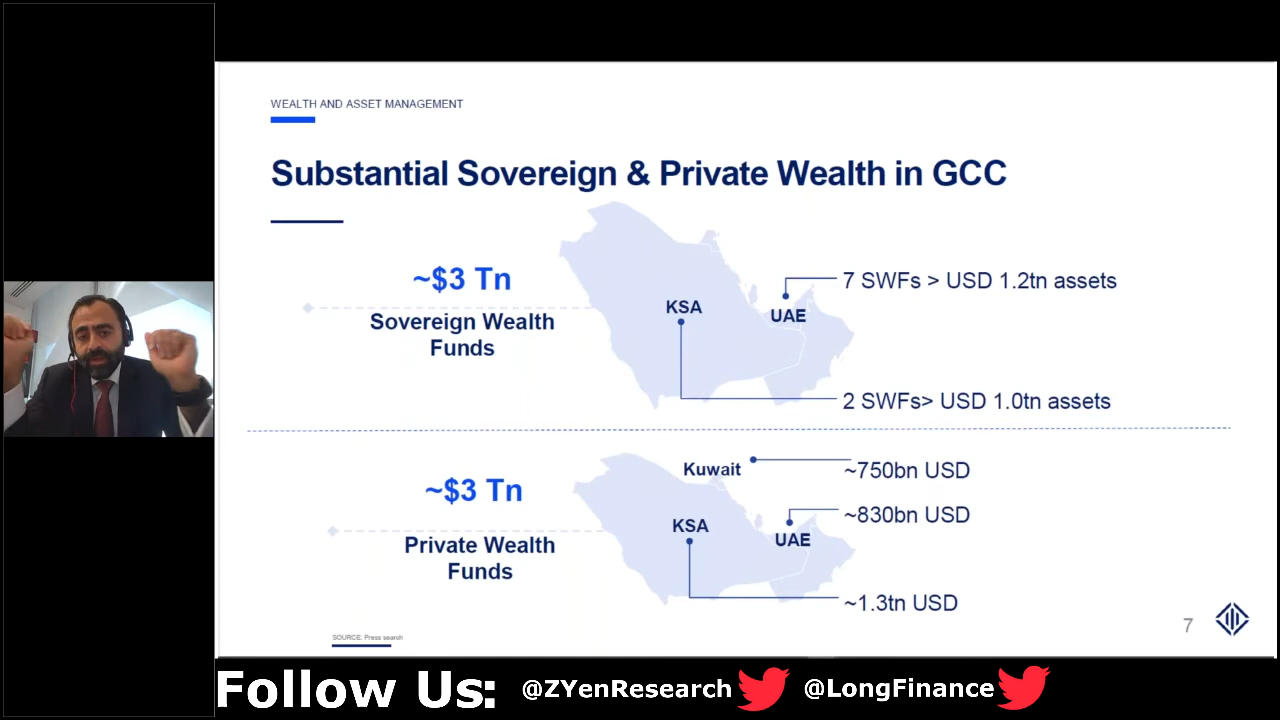 WEALTH AND ASSET MANAGEMENT
Substantial Sovereign & Private Wealth in GCC
~$3 Tn
Sovereign Wealth
Funds
KSA
UAE
7 SWFs > USD 1.2tn assets
2 SWFs> USD 1.0tn assets
~$3 Tn
Private Wealth
Funds
Kuwait
~750bn USD
KSA
UAE
~830bn USD
~1.3tn USD
SOURCE: Press search
7
Follow Us: @ZYenResearch @LongFinance